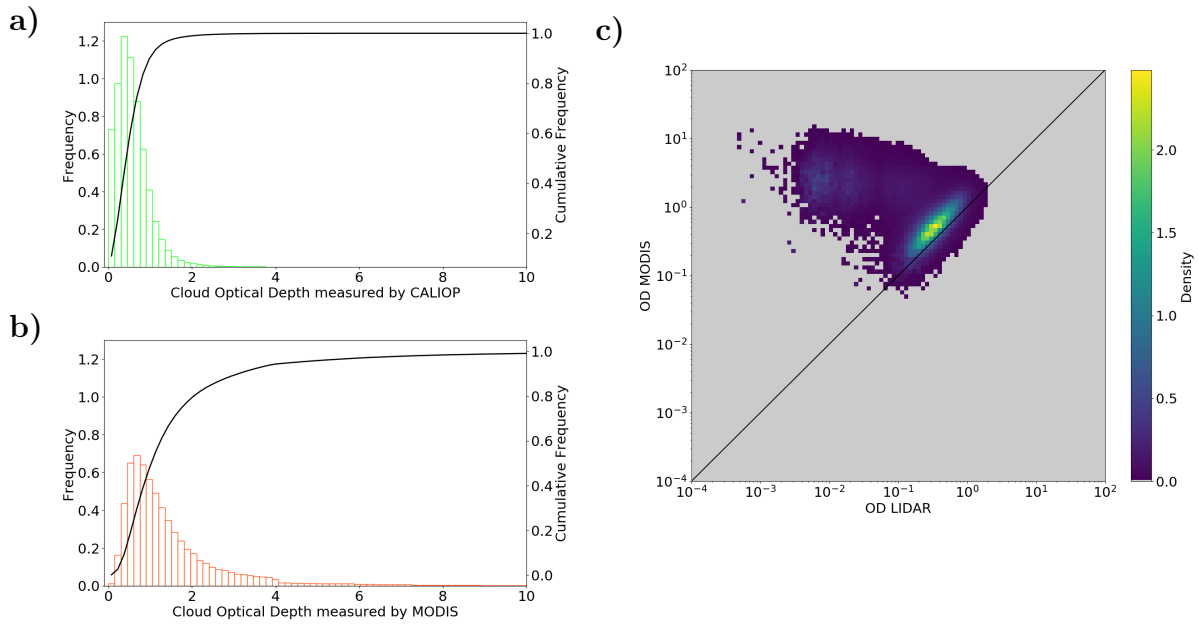 a)
Frequency
1.2
1.0
0.8
0.6
0.4
0.2
0.0
1.0
0.8
0.6
0.4
0.2
Cumulative Frequency
0 2 4 6 8 10
Cloud Optical Depth measured by CALIOP
b)
Frequency
1.2
1.0
0.8
0.6
0.4
0.2
0.0
1.0
0.8
0.6
0.4
0.2
0.0
Cumulative Frequency
0 2 4 6 8 10
Cloud Optical Depth measured by MODIS
c)
OD MODIS
10²
10¹
10⁰
10⁻¹
10⁻²
10⁻³
10⁻⁴
10⁻⁴ 10⁻³ 10⁻² 10⁻¹ 10⁰ 10¹ 10²
OD LIDAR
2.0
1.5
1.0
0.5
0.0
Density